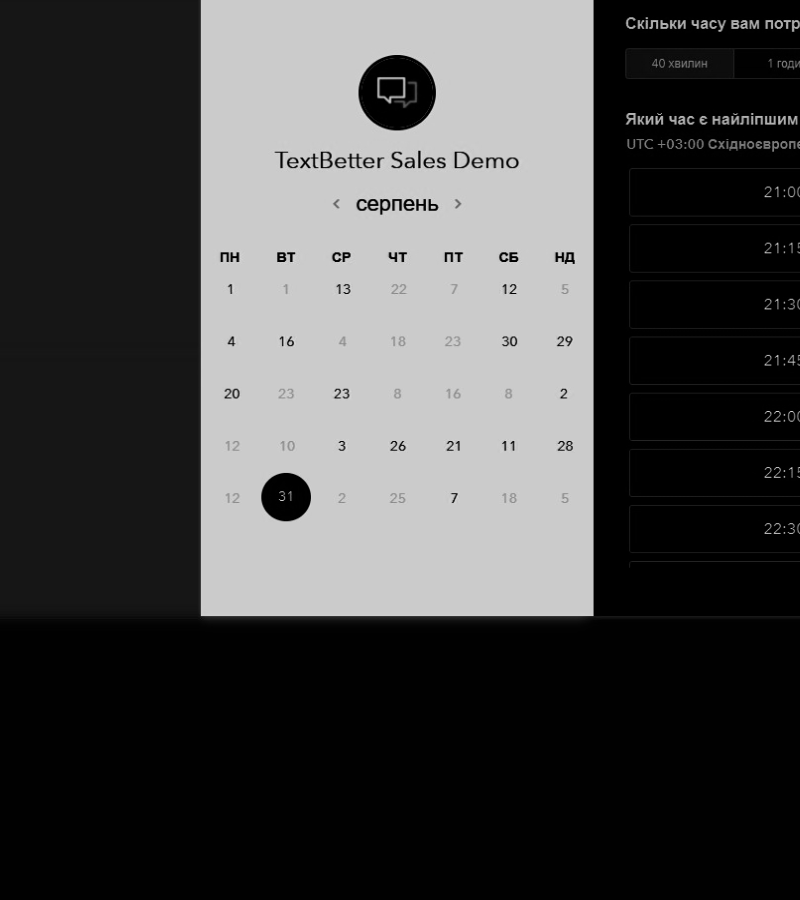 TextBetter Sales Demo
серпень
ПН ВТ СР ЧТ ПТ СБ НД
1 1 13 22 7 12 5
4 16 4 18 23 30 29
20 23 23 8 16 8 2
12 10 3 26 21 11 28
12 31 2 25 7 18 5
Скільки часу вам потр
40 хвилин 1 годи
Який час є найліпшим
UTC +03:00 Східноєвропе
21:00
21:15
21:30
21:45
22:00
22:15
22:30